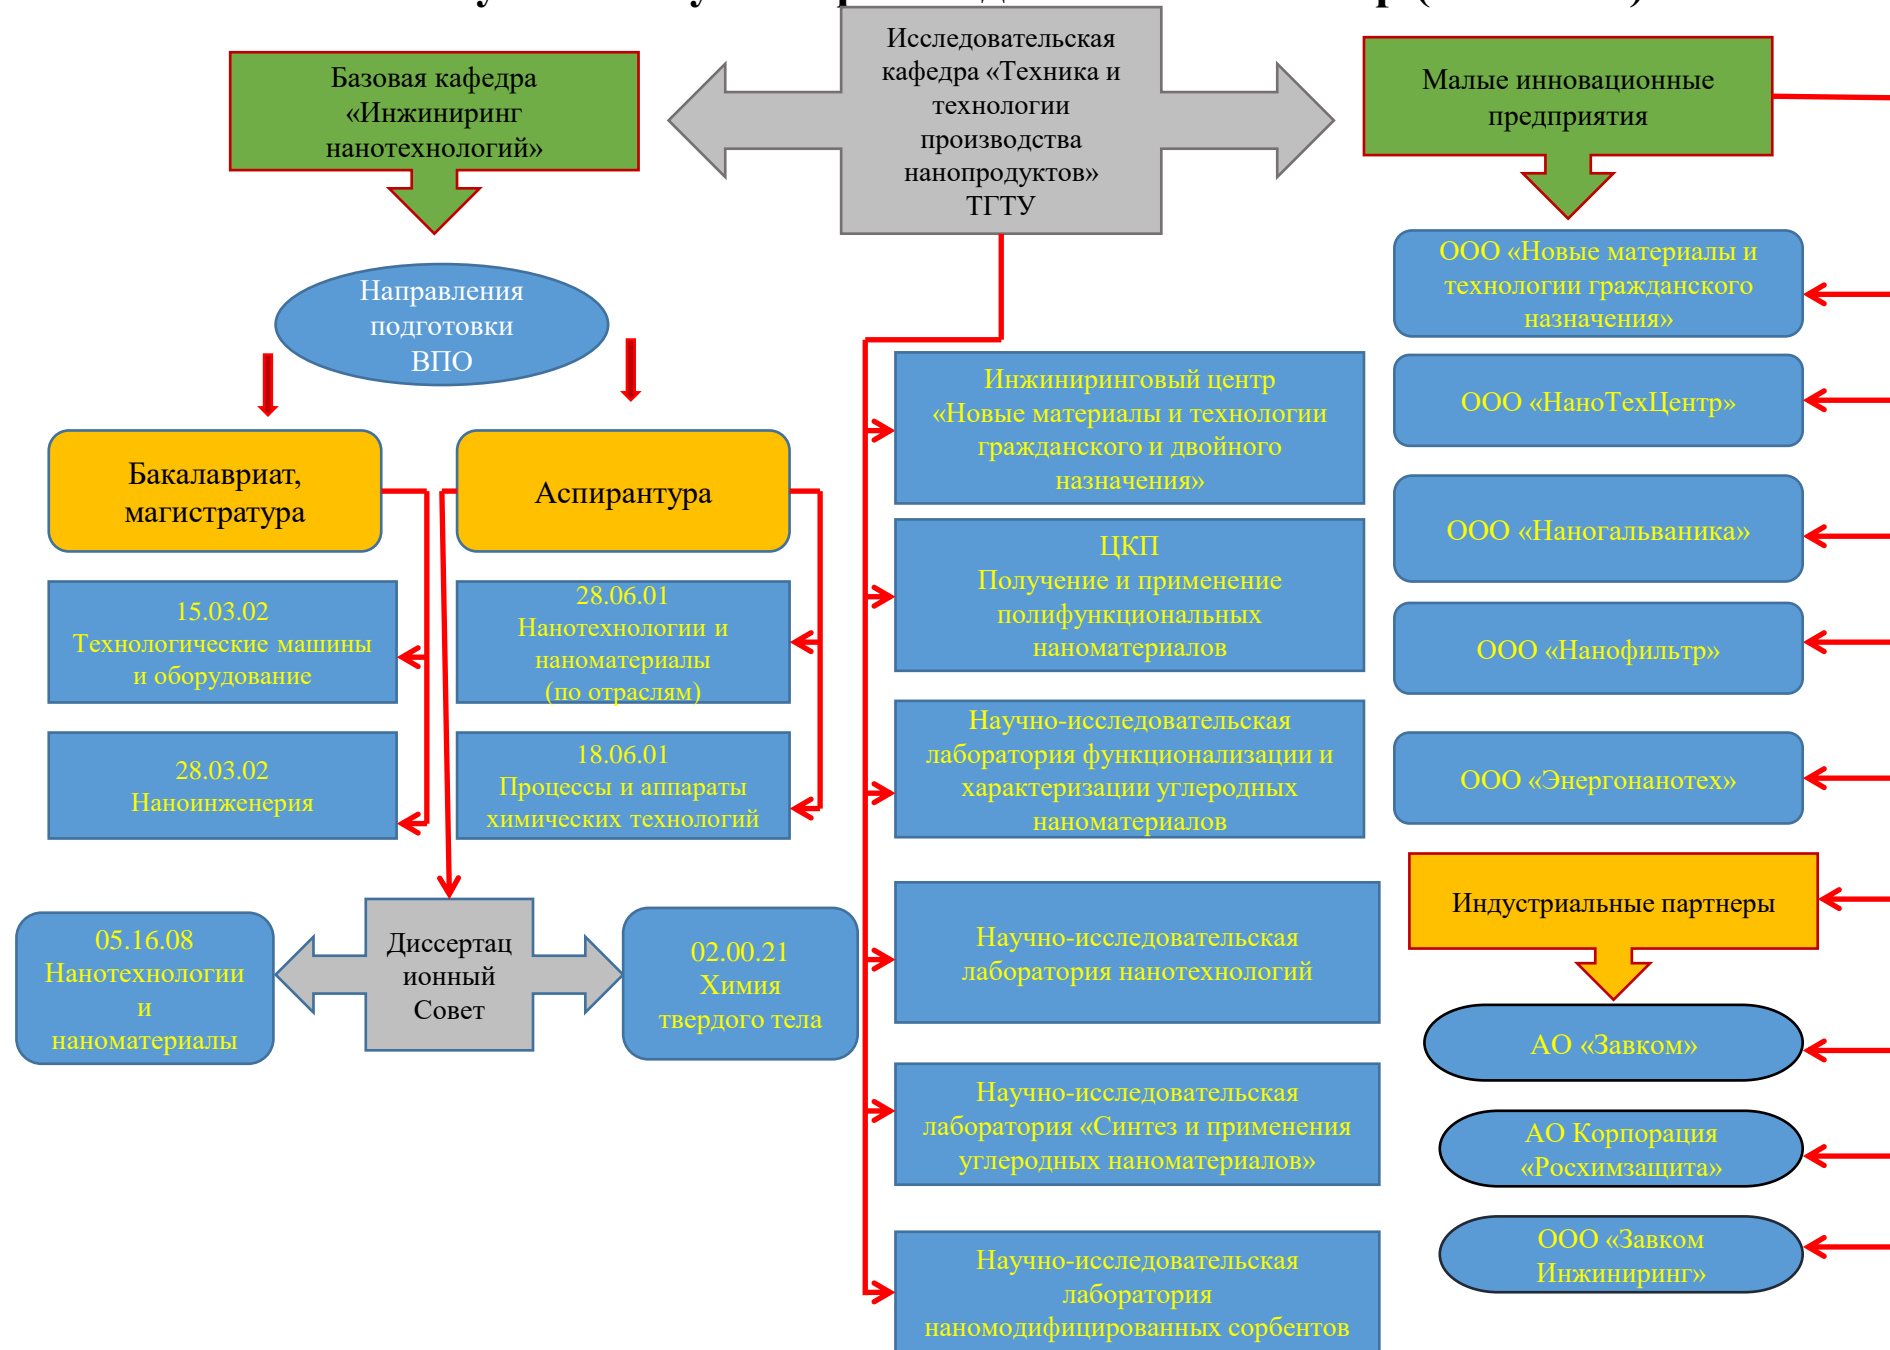 Исследовательская
кафедра «Техника и
технологии
производства
нанопродуктов»
ТГТУ
Базовая кафедра
«Инжиниринг
нанотехнологий»
Малые инновационные
предприятия
Направления
подготовки
ВПО
Бакалавриат,
магистратура
Аспирантура
15.03.02
Технологические машины
и оборудование
28.03.02
Наноинженерия
28.06.01
Нанотехнологии и
наноматериалы
(по отраслям)
18.06.01
Процессы и аппараты
химических технологий
05.16.08
Нанотехнологии
и
наноматериалы
Диссертац
ионный
Совет
02.00.21
Химия
твердого тела
Инжиниринговый центр
«Новые материалы и технологии
гражданского и двойного
назначения»
ЦКП
Получение и применение
полифункциональных
наноматериалов
Научно-исследовательская
лаборатория функционализации и
характеризации углеродных
наноматериалов
Научно-исследовательская
лаборатория нанотехнологий
Научно-исследовательская
лаборатория «Синтез и применения
углеродных наноматериалов»
Научно-исследовательская
лаборатория
наномодифицированных сорбентов
ООО «Новые материалы и
технологии гражданского
назначения»
ООО «НаноТехЦентр»
ООО «Наногальваника»
ООО «Нанофильтр»
ООО «Энергонанотех»
Индустриальные партнеры
АО «Завком»
АО Корпорация
«Росхимзащита»
ООО «Завком
Инжиниринг»